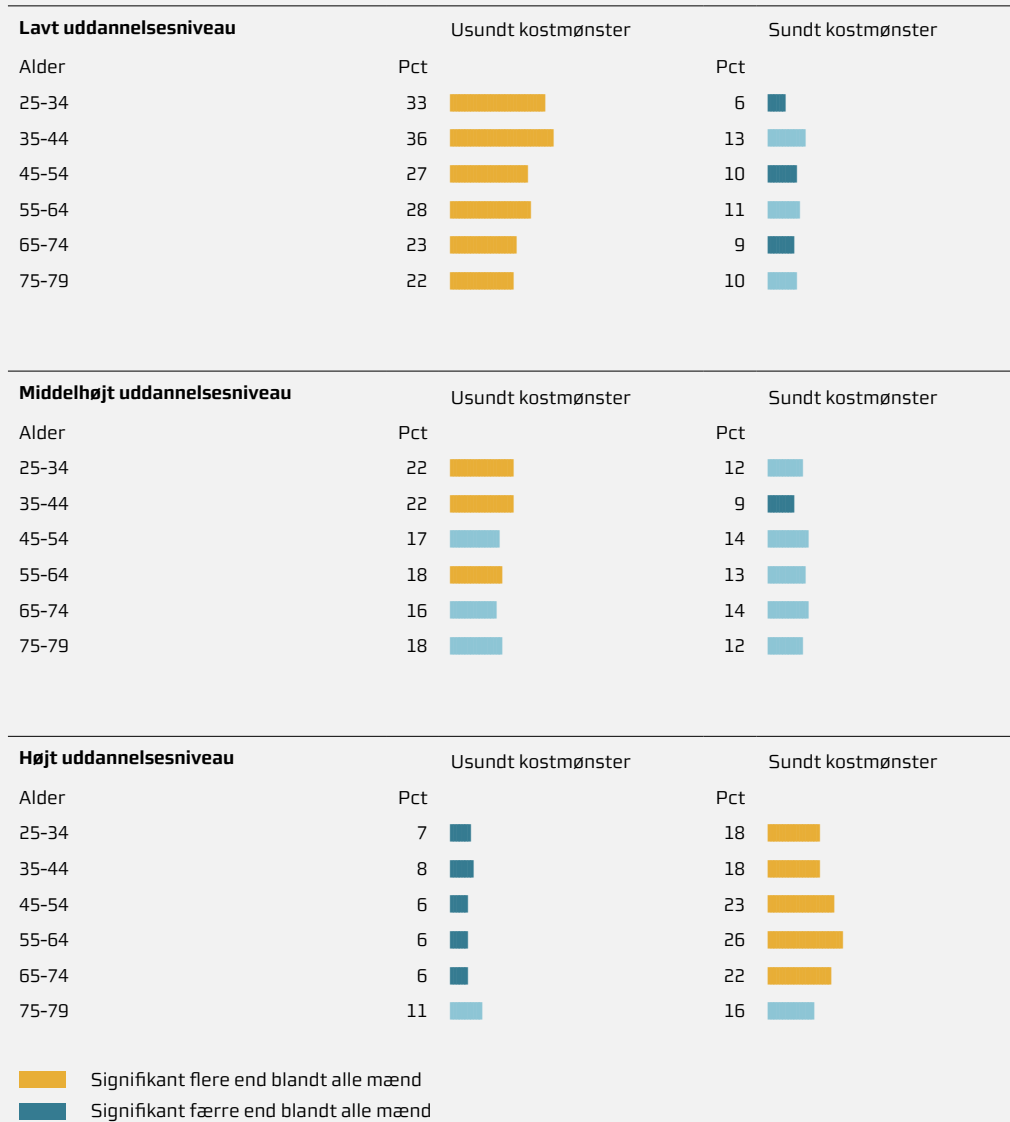 Lavt uddannelsesniveau Usundt kostmønster Sundt kostmønster
Alder Pct Pct
25-34 33 6
35-44 36 13
45-54 27 10
55-64 28 11
65-74 23 9
75-79 22 10
Middelhøjt uddannelsesniveau Usundt kostmønster Sundt kostmønster
Alder Pct Pct
25-34 22 12
35-44 22 9
45-54 17 14
55-64 18 13
65-74 16 14
75-79 18 12
Højt uddannelsesniveau Usundt kostmønster Sundt kostmønster
Alder Pct Pct
25-34 7 18
35-44 8 18
45-54 6 23
55-64 6 26
65-74 6 22
75-79 11 16
Signifikant flere end blandt alle mænd
Signifikant færre end blandt alle mænd